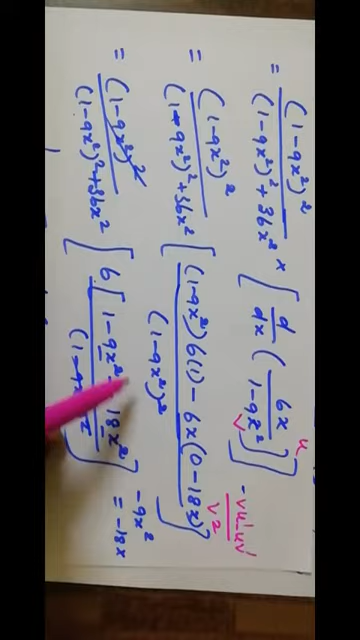 = (1-9x²)² / (1-9x²)² + 36x² × [ d/dx ( 6x / 1-9x² ) ] u v
= (1-9x²)² / (1-9x²)² + 36x² [ (1-9x²)6(1) - 6x(0-18x) / (1-9x²)² ] vu'-uv' / v²
= (1-9x²)² / (1-9x²)² + 36x² [ 6[1-9x² 18x²] / (1-9x ] -9x²
= -18x